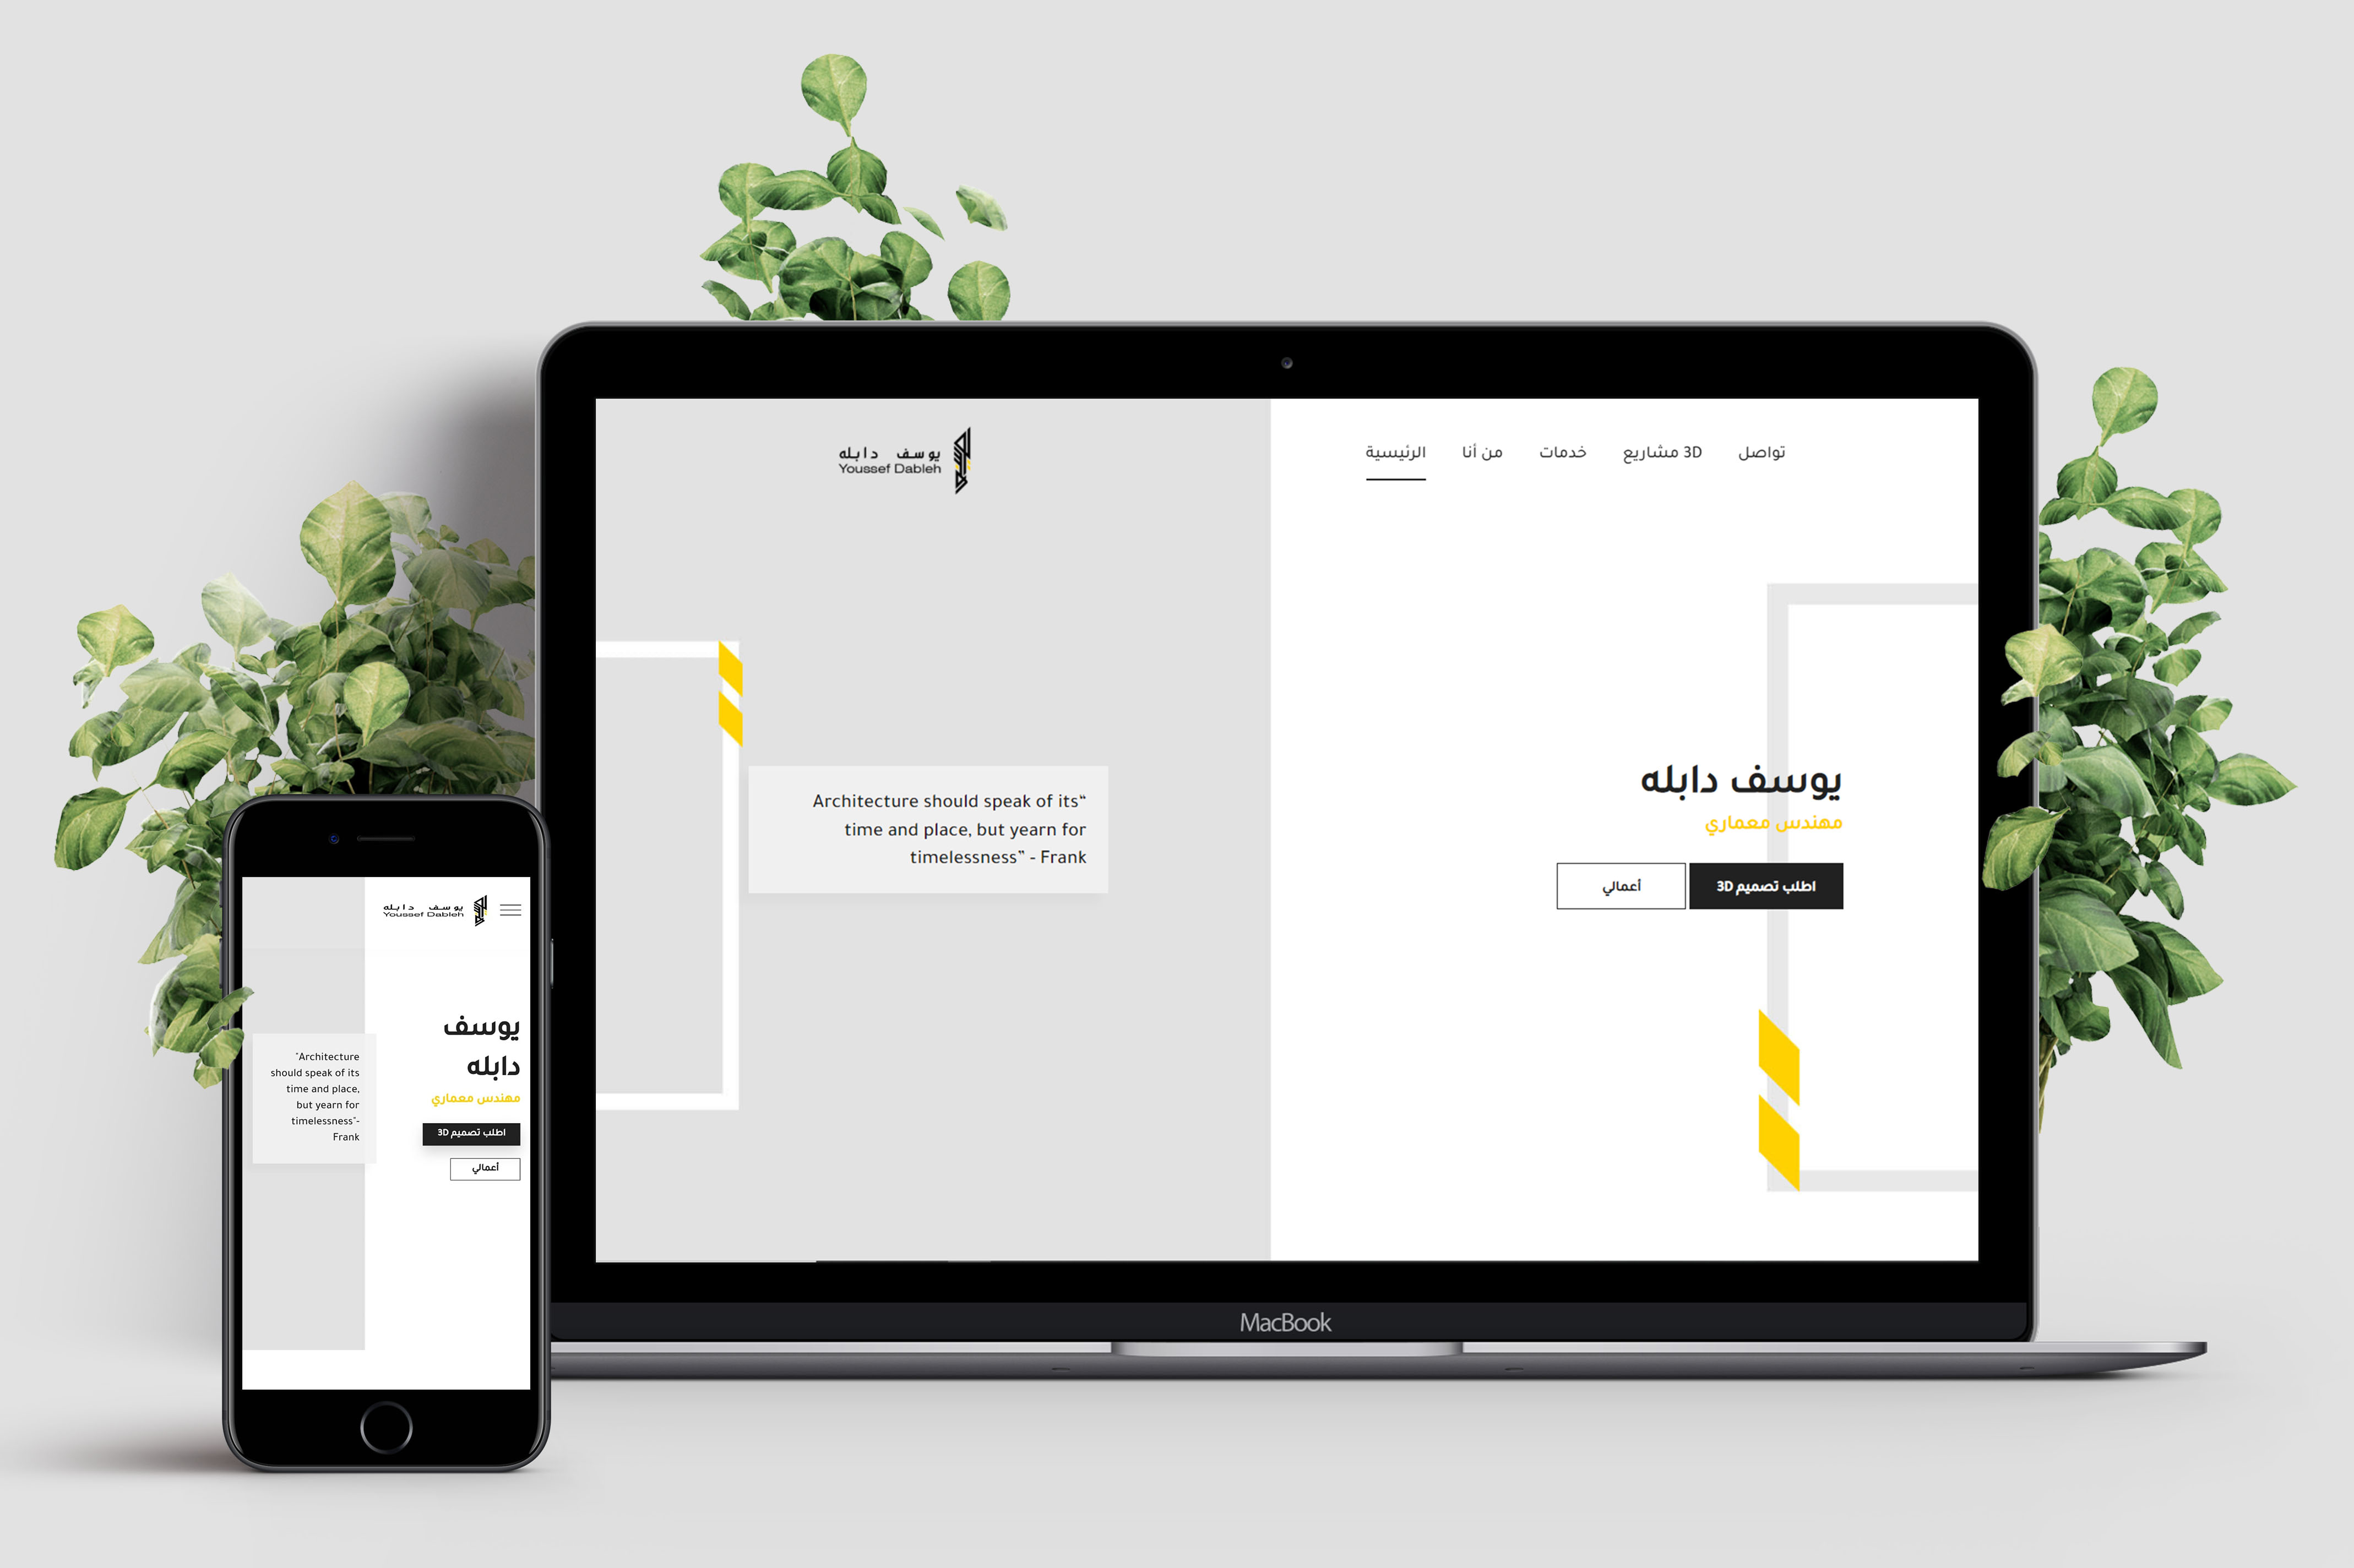 يوسف دابله
Youssef Dableh
الرئيسية
من أنا
خدمات
3D مشاريع
تواصل
Architecture should speak of its“
time and place, but yearn for
timelessness” - Frank
يوسف دابله
مهندس معماري
اطلب تصميم 3D
أعمالي
MacBook
يوسف دابله
Youssef Dableh
"Architecture
should speak of its
time and place,
but yearn for
timelessness"-
Frank
يوسف
دابله
مهندس معماري
اطلب تصميم 3D
أعمالي